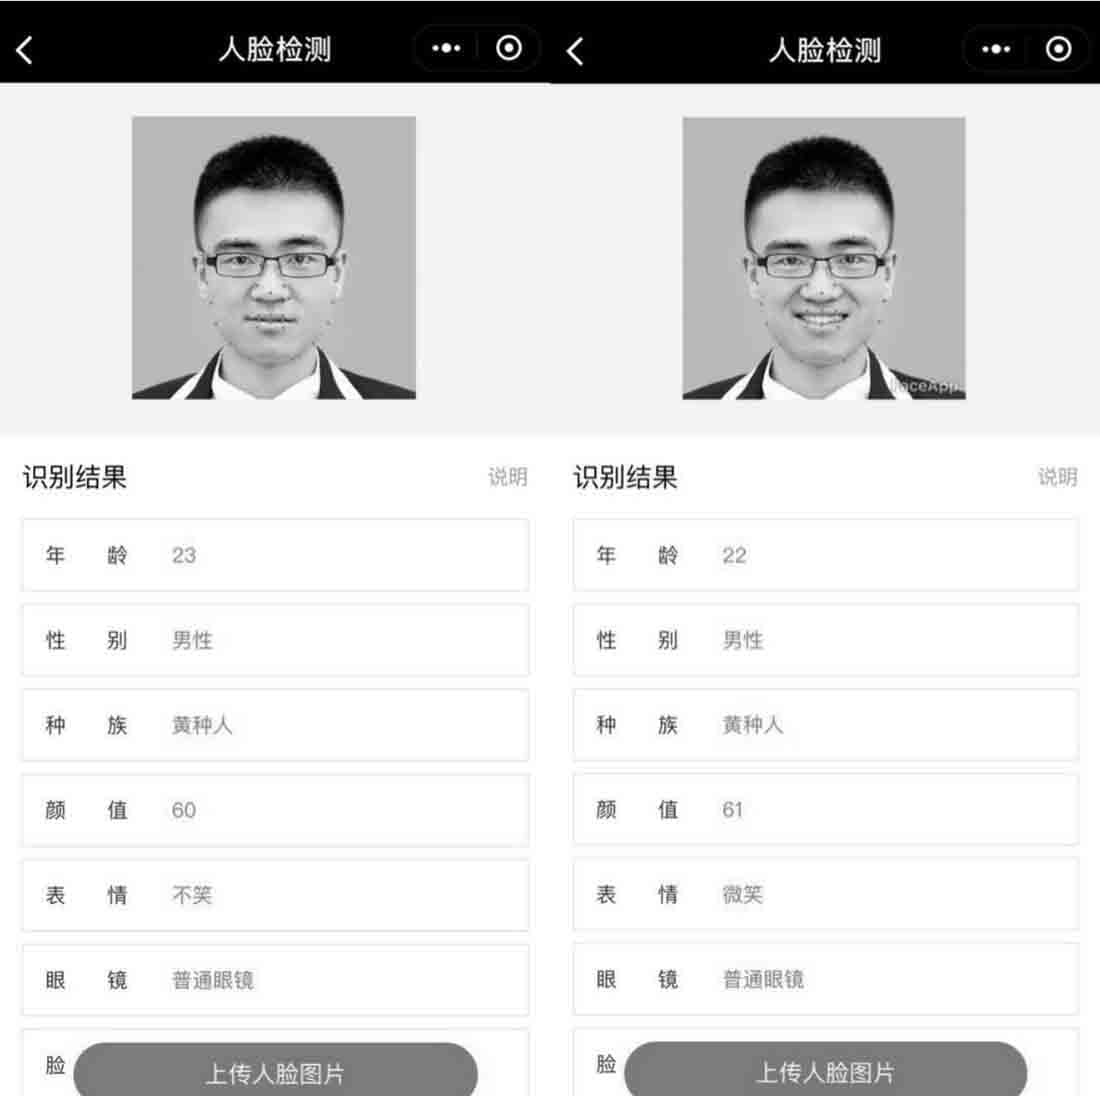 人脸检测
识别结果
说明
年龄 23
性别 男性
种族 黄种人
颜值 60
表情 不笑
眼镜 普通眼镜
脸
上传人脸图片
人脸检测
FaceApp
识别结果
说明
年龄 22
性别 男性
种族 黄种人
颜值 61
表情 微笑
眼镜 普通眼镜
脸
上传人脸图片